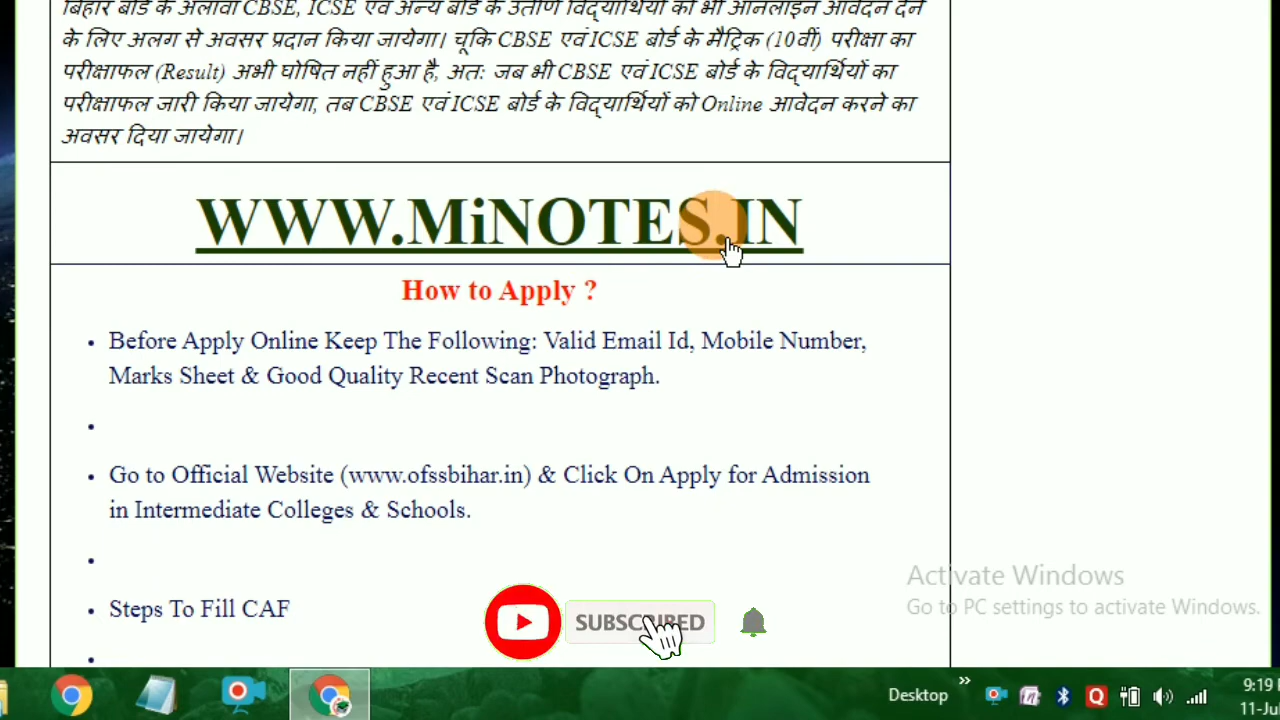 बिहार बोर्ड के अलावा CBSE, ICSE एवं अन्य बोर्ड के उतीर्ण विद्यार्थियों को भी ऑनलाइन आवेदन देने
के लिए अलग से अवसर प्रदान किया जायेगा। चूकि CBSE एवं ICSE बोर्ड के मैट्रिक (10वीं) परीक्षा का
परीक्षाफल (Result) अभी घोषित नहीं हुआ है, अतः जब भी CBSE एवं ICSE बोर्ड के विद्यार्थियों का
परीक्षाफल जारी किया जायेगा, तब CBSE एवं ICSE बोर्ड के विद्यार्थियों को Online आवेदन करने का
अवसर दिया जायेगा।
WWW.MiNOTES.IN
How to Apply ?
• Before Apply Online Keep The Following: Valid Email Id, Mobile Number,
Marks Sheet & Good Quality Recent Scan Photograph.
•
• Go to Official Website (www.ofssbihar.in) & Click On Apply for Admission
in Intermediate Colleges & Schools.
•
Activate Windows
Go to PC settings to activate Windows.
• Steps To Fill CAF
SUBSCRIBED
•
Desktop
9:19